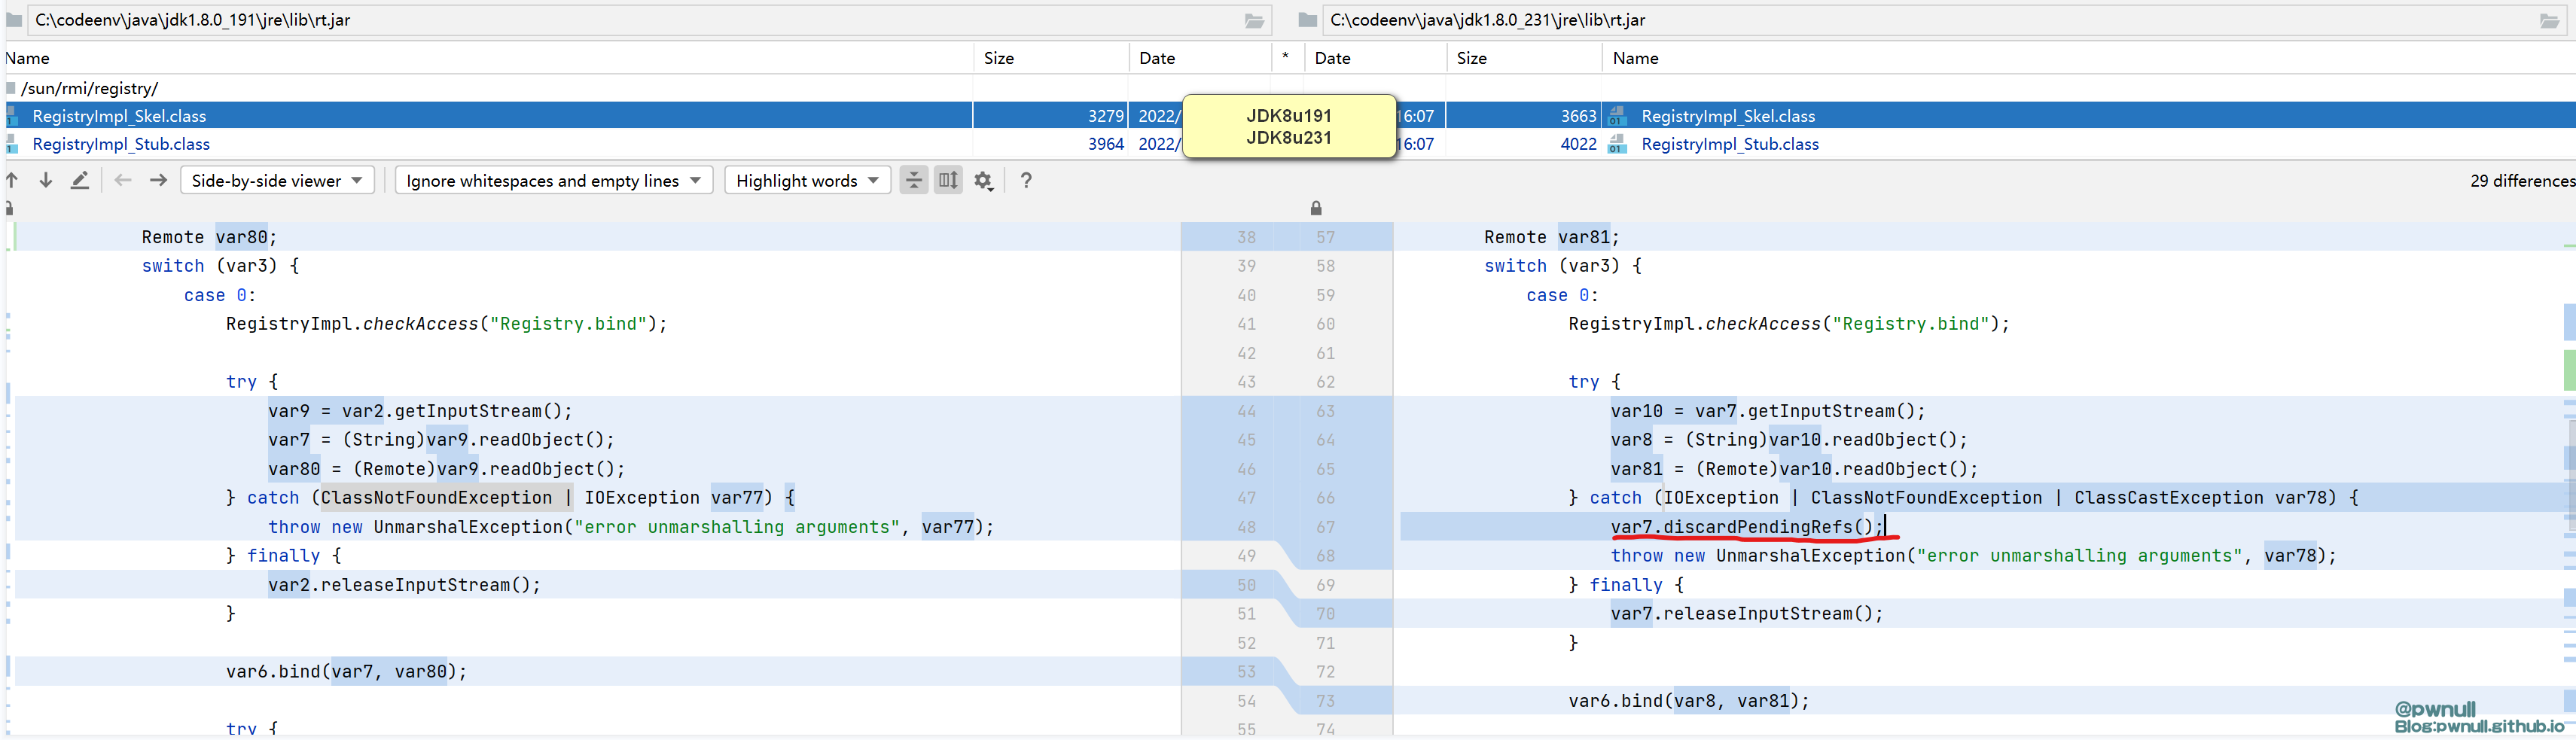 C:\codeenv\java\jdk1.8.0_191\jre\lib\rt.jar C:\codeenv\java\jdk1.8.0_231\jre\lib\rt.jar
Name Size Date * Date Size Name
/sun/rmi/registry/
RegistryImpl_Skel.class 3279 2022/ 16:07 3663 RegistryImpl_Skel.class
RegistryImpl_Stub.class 3964 2022/ 16:07 4022 RegistryImpl_Stub.class
JDK8u191
JDK8u231
Side-by-side viewer Ignore whitespaces and empty lines Highlight words ? 29 differences
Remote var80; 38 57 Remote var81;
switch (var3) { 39 58 switch (var3) {
case 0: 40 59 case 0:
RegistryImpl.checkAccess("Registry.bind"); 41 60 RegistryImpl.checkAccess("Registry.bind");
42 61
try { 43 62 try {
var9 = var2.getInputStream(); 44 63 var10 = var7.getInputStream();
var7 = (String)var9.readObject(); 45 64 var8 = (String)var10.readObject();
var80 = (Remote)var9.readObject(); 46 65 var81 = (Remote)var10.readObject();
} catch (ClassNotFoundException | IOException var77) { 47 66 } catch (IOException | ClassNotFoundException | ClassCastException var78) {
throw new UnmarshalException("error unmarshalling arguments", var77); 48 67 var7.discardPendingRefs();
} finally { 49 68 throw new UnmarshalException("error unmarshalling arguments", var78);
var2.releaseInputStream(); 50 69 } finally {
} 51 70 var7.releaseInputStream();
52 71 }
var6.bind(var7, var80); 53 72
54 73 var6.bind(var8, var81);
try { 55 74
@pwnull
Blog:pwnull.github.io